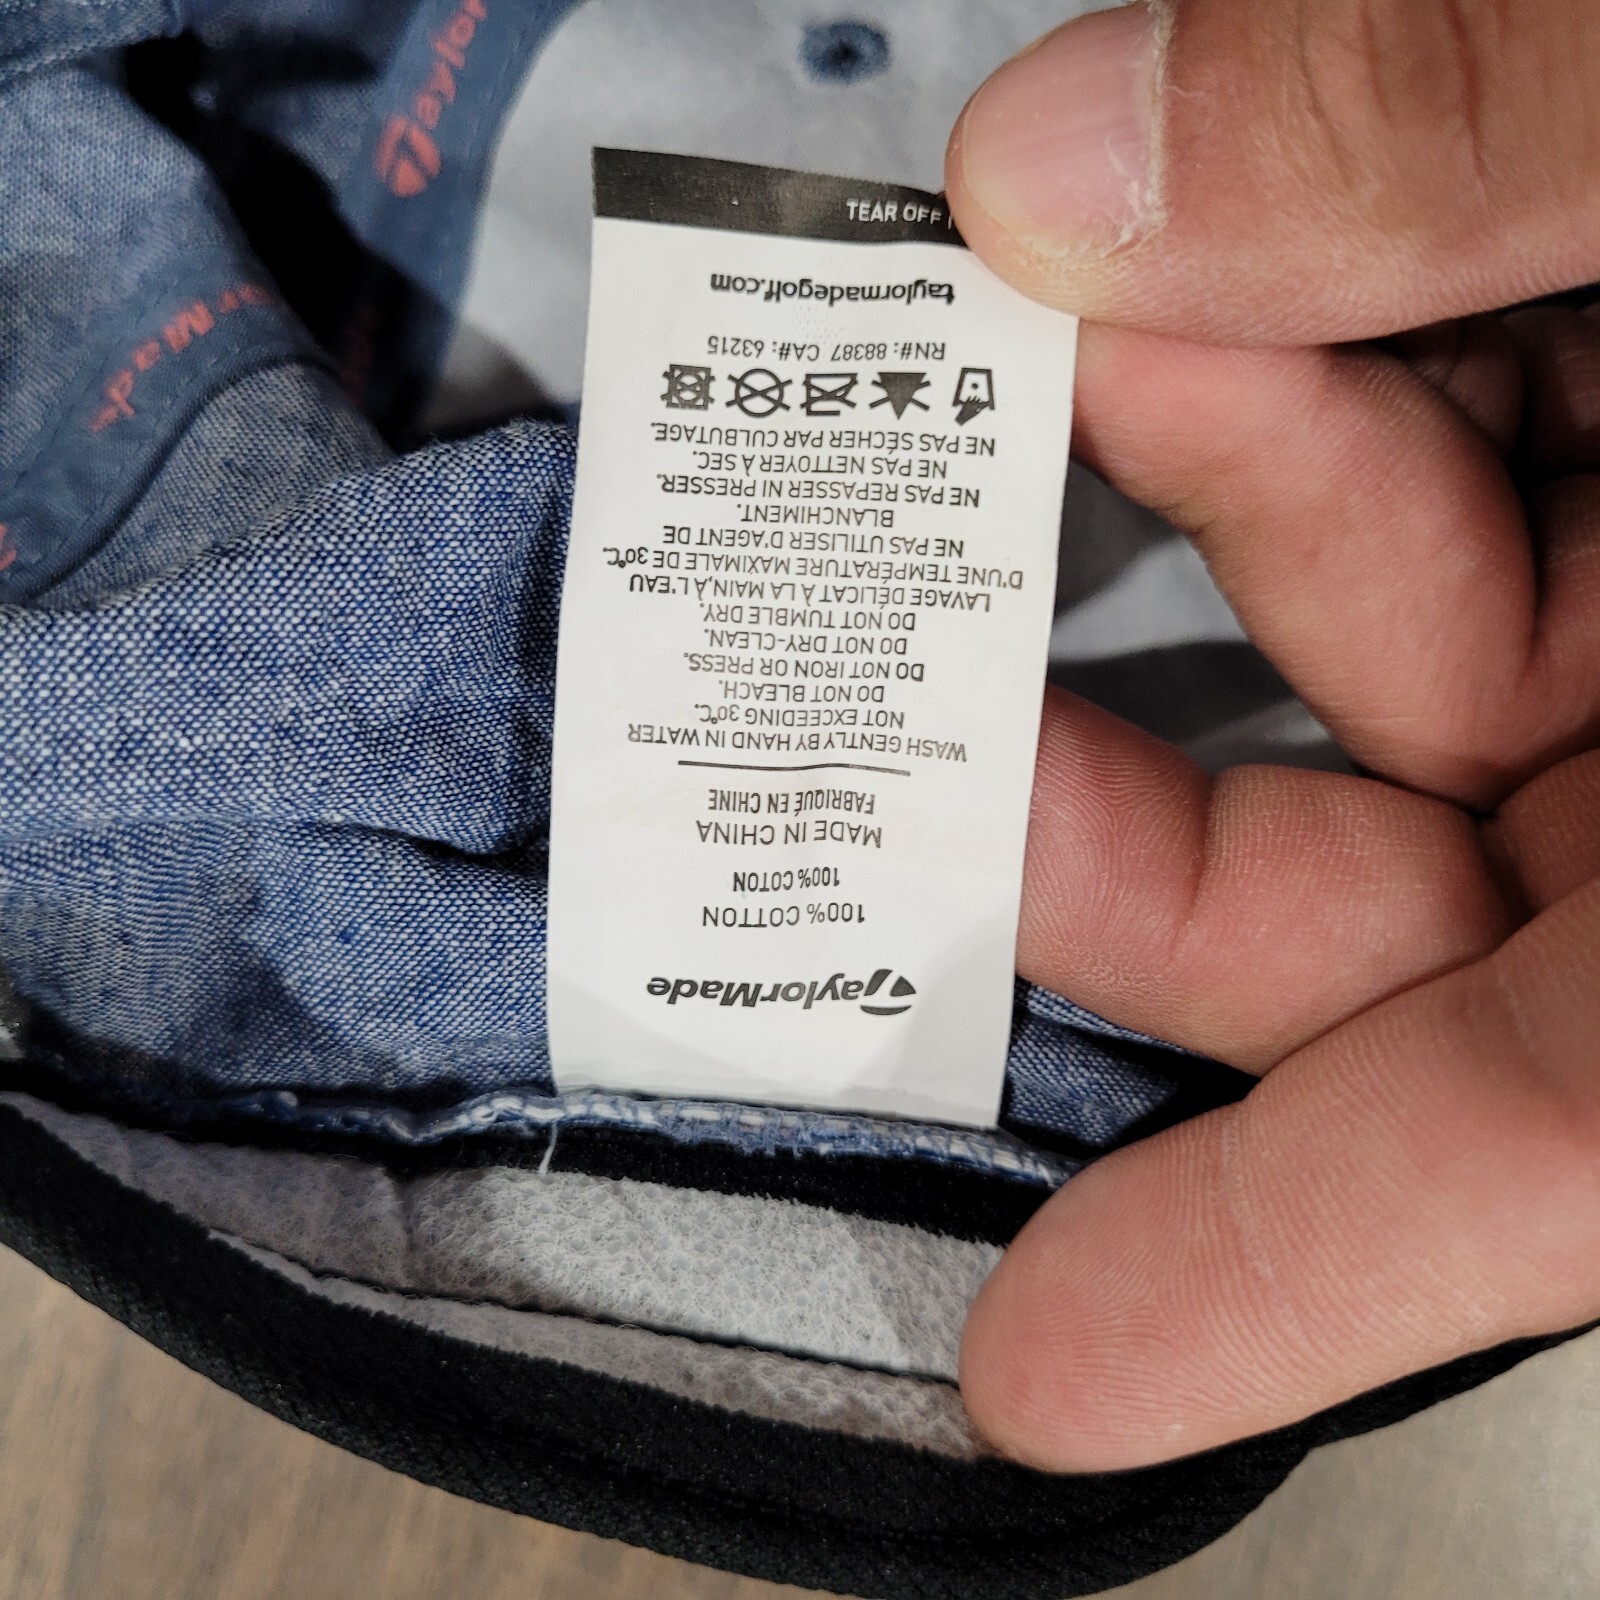 TaylorMade
100% COTTON
100% COTON
MADE IN CHINA
FABRIQUÉ EN CHINE
WASH GENTLY BY HAND IN WATER
NOT EXCEEDING 30°C.
DO NOT BLEACH.
DO NOT IRON OR PRESS.
DO NOT DRY-CLEAN.
DO NOT TUMBLE DRY.
LAVAGE DÉLICAT À LA MAIN,À L'EAU
D'UNE TEMPÉRATURE MAXIMALE DE 30°C.
NE PAS UTILISER D'AGENT DE
BLANCHIMENT.
NE PAS REPASSER NI PRESSER.
NE PAS NETTOYER À SEC.
NE PAS SÉCHER PAR CULBUTAGE.
RN#: 88387 CA#: 63215
taylormadegolf.com
TEAR OFF
Taylor
rMade